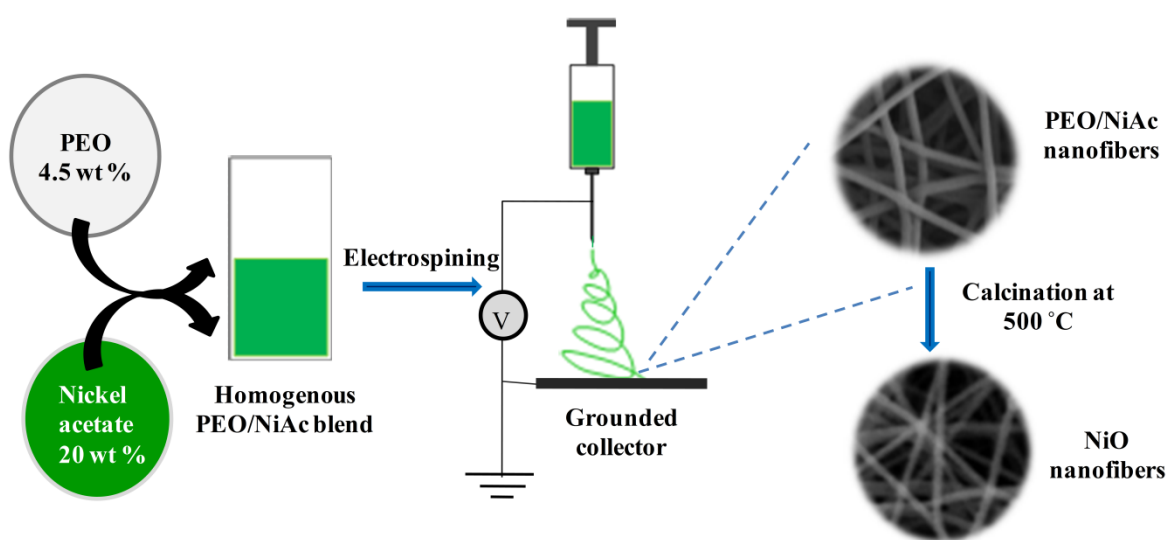 PEO
4.5 wt %
Nickel
acetate
20 wt %
Homogenous
PEO/NiAc blend
Electrospining
V
Grounded
collector
PEO/NiAc
nanofibers
Calcination at
500 ˚C
NiO
nanofibers